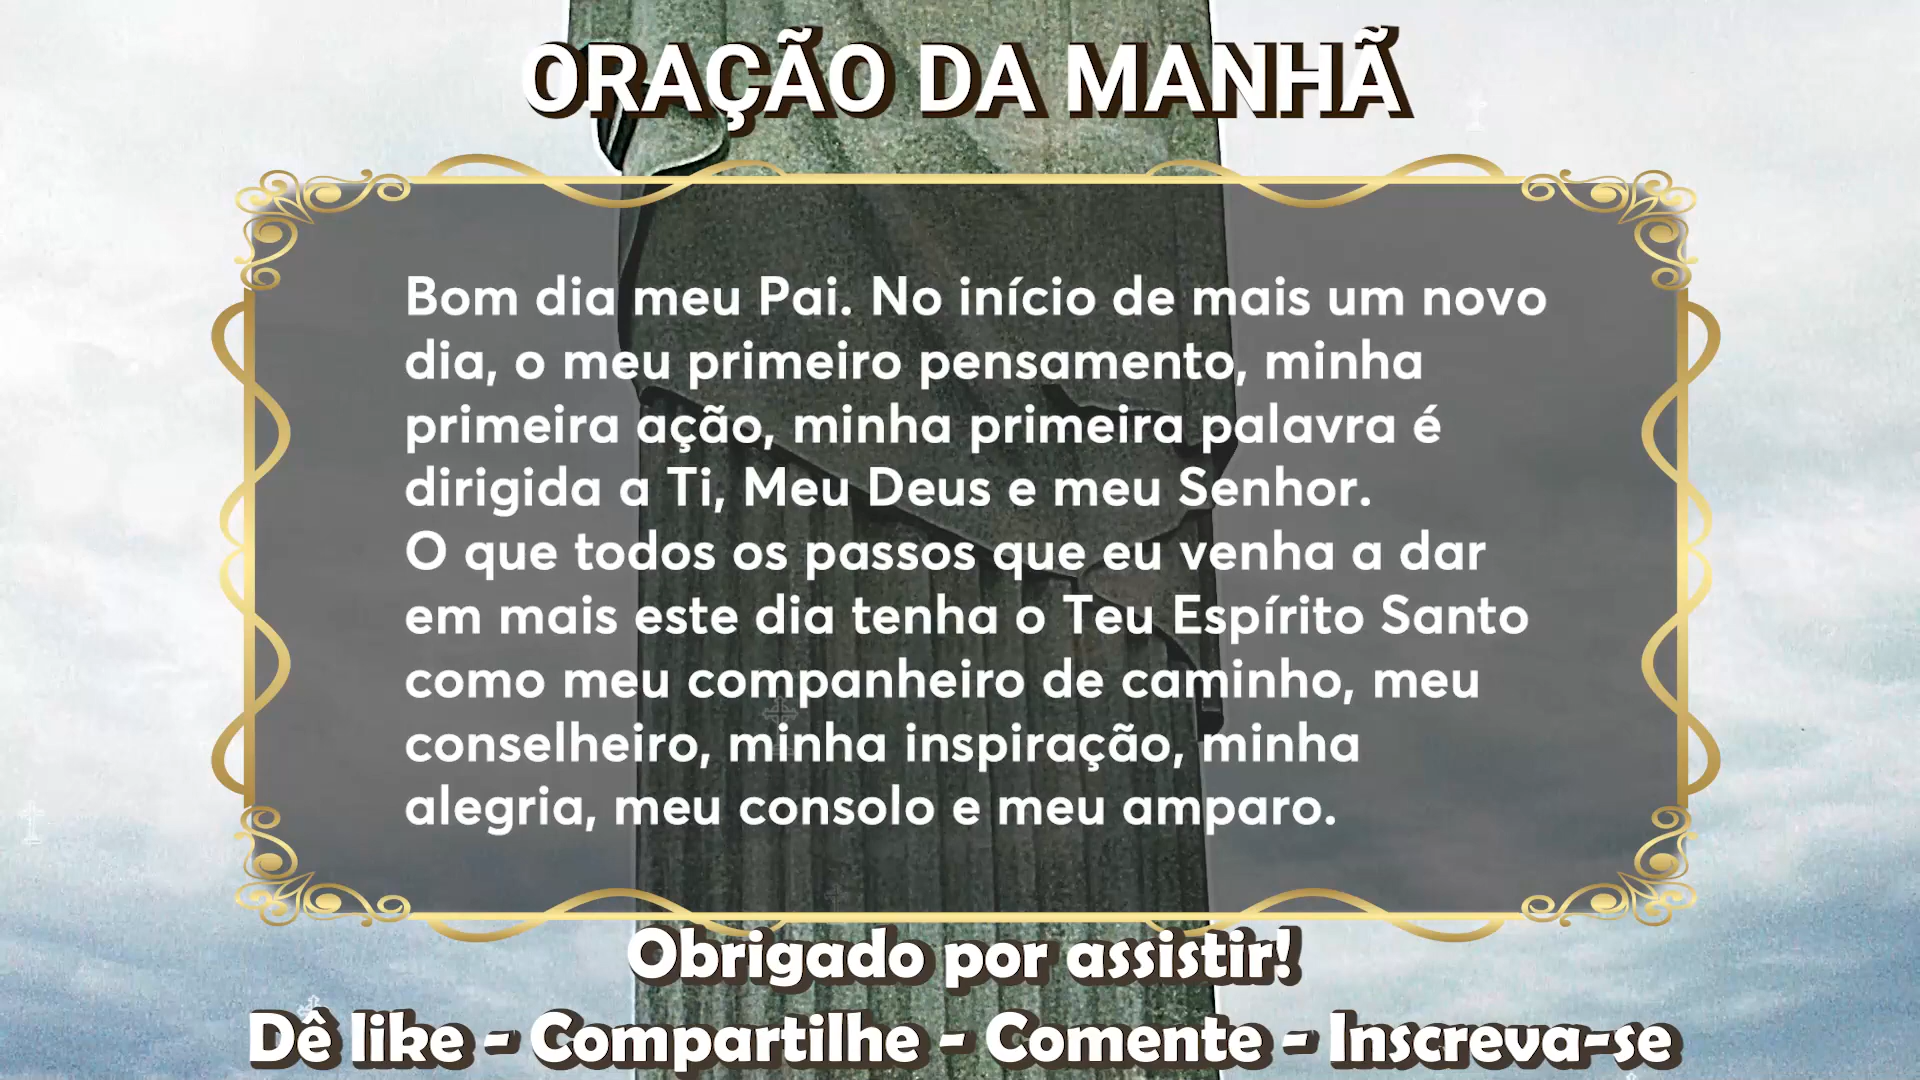 ORAÇÃO DA MANHÃ
Bom dia meu Pai. No início de mais um novo
dia, o meu primeiro pensamento, minha
primeira ação, minha primeira palavra é
dirigida a Ti, Meu Deus e meu Senhor.
O que todos os passos que eu venha a dar
em mais este dia tenha o Teu Espírito Santo
como meu companheiro de caminho, meu
conselheiro, minha inspiração, minha
alegria, meu consolo e meu amparo.
Obrigado por assistir!
Dê like - Compartilhe - Comente - Inscreva-se